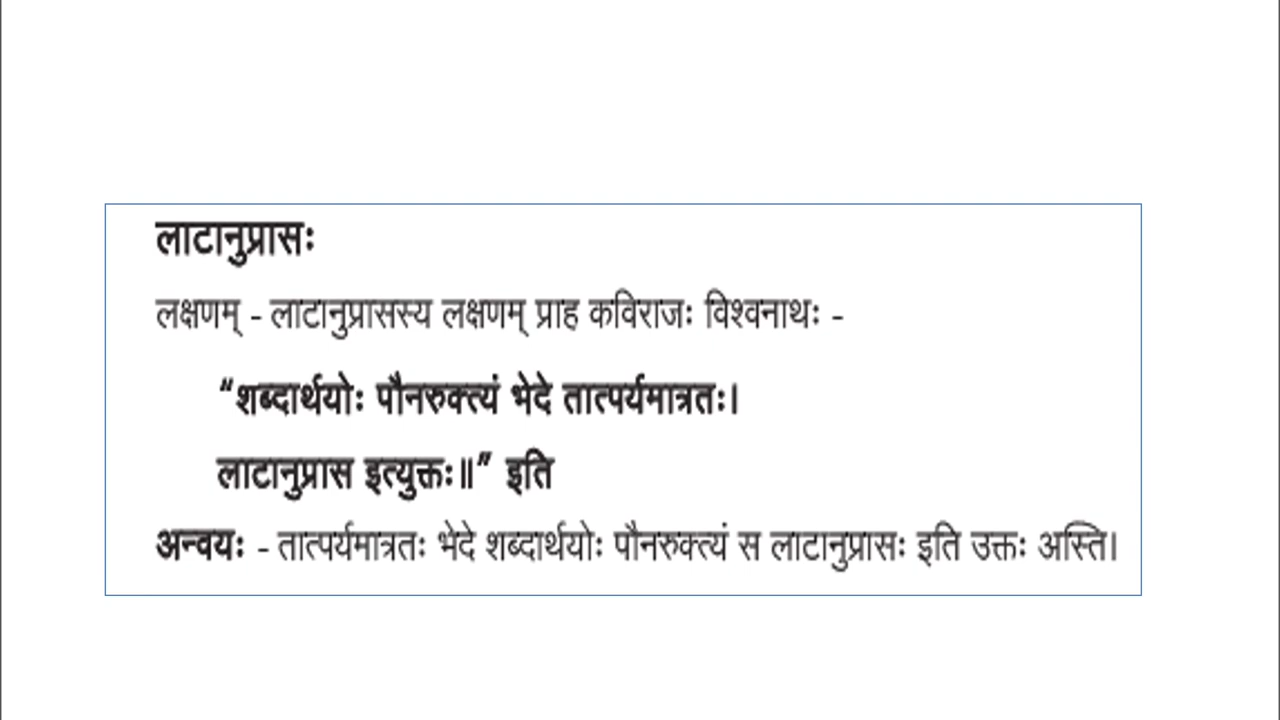 लाटानुप्रासः
लक्षणम् - लाटानुप्रासस्य लक्षणम् प्राह कविराजः विश्वनाथः -
“शब्दार्थयोः पौनरुक्त्यं भेदे तात्पर्यमात्रतः।
लाटानुप्रास इत्युक्तः॥” इति
अन्वयः - तात्पर्यमात्रतः भेदे शब्दार्थयोः पौनरुक्त्यं स लाटानुप्रासः इति उक्तः अस्ति।